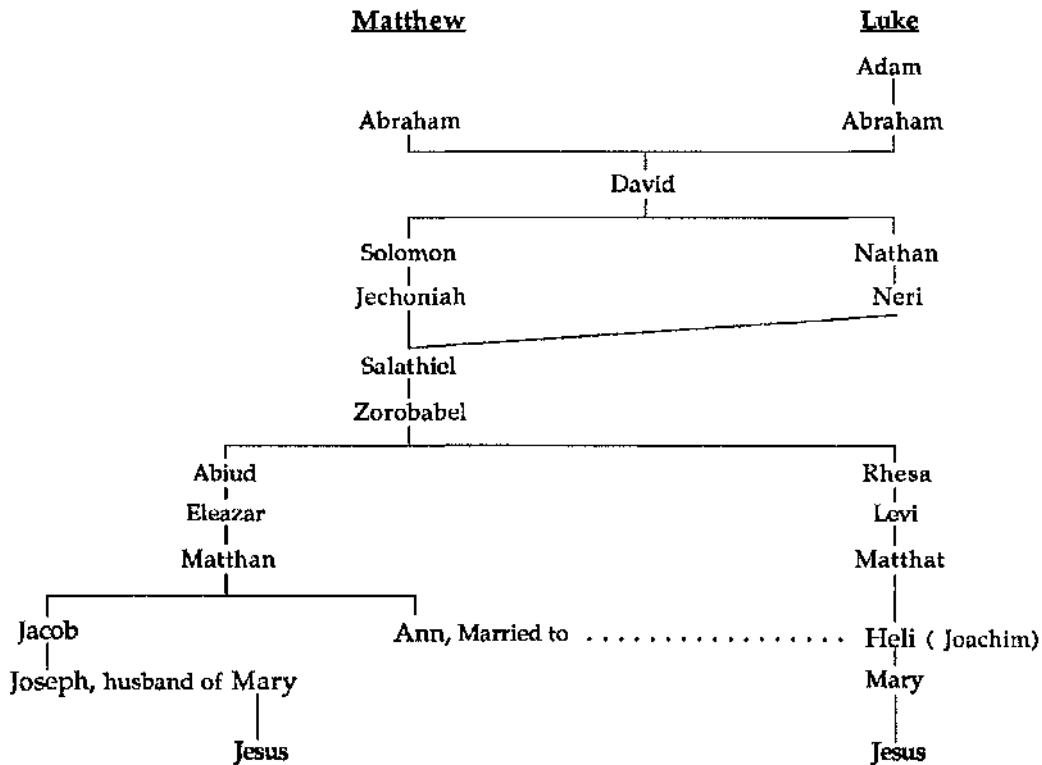 Matthew Luke
Adam
Abraham Abraham
David
Solomon Nathan
Jechoniah Neri
Salathiel
Zorobabel
Abiud Rhesa
Eleazar Levi
Matthan Matthat
Jacob Ann, Married to . . . . . . . . . . . . . . . Heli ( Joachim)
Joseph, husband of Mary Mary
Jesus Jesus